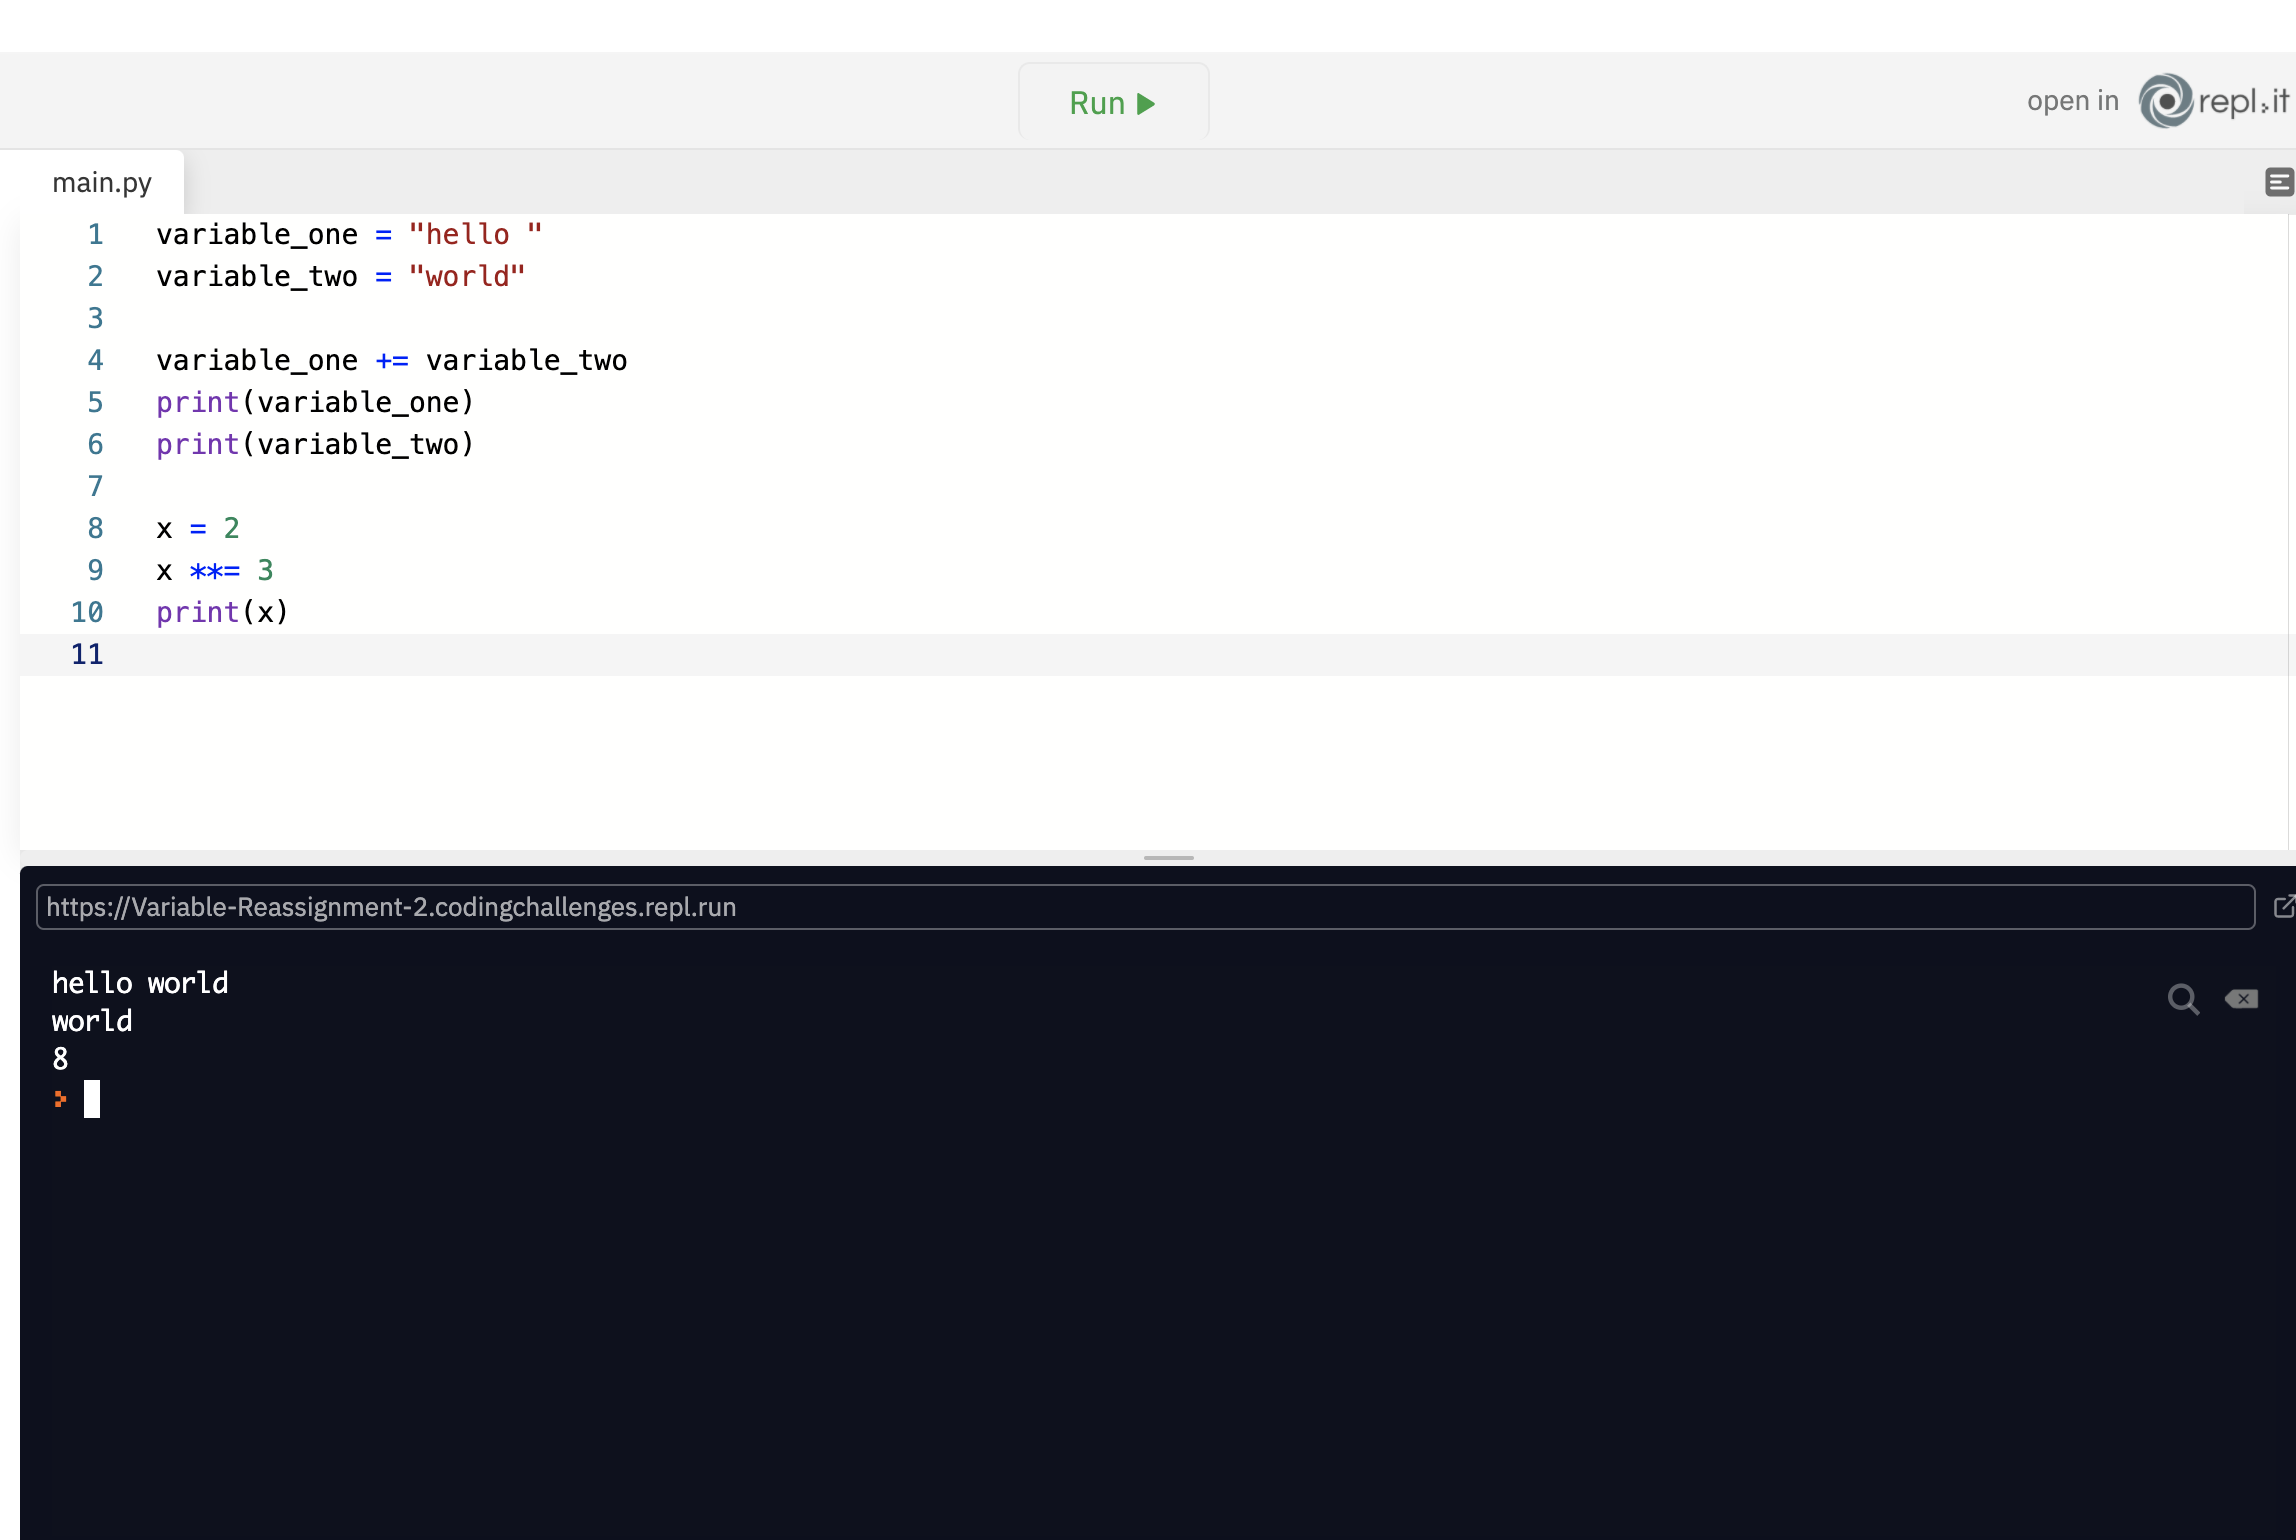 Run
open in repl.it
main.py
1 variable_one = "hello "
2 variable_two = "world"
3
4 variable_one += variable_two
5 print(variable_one)
6 print(variable_two)
7
8 x = 2
9 x **= 3
10 print(x)
11
https://Variable-Reassignment-2.codingchallenges.repl.run
hello world
world
8